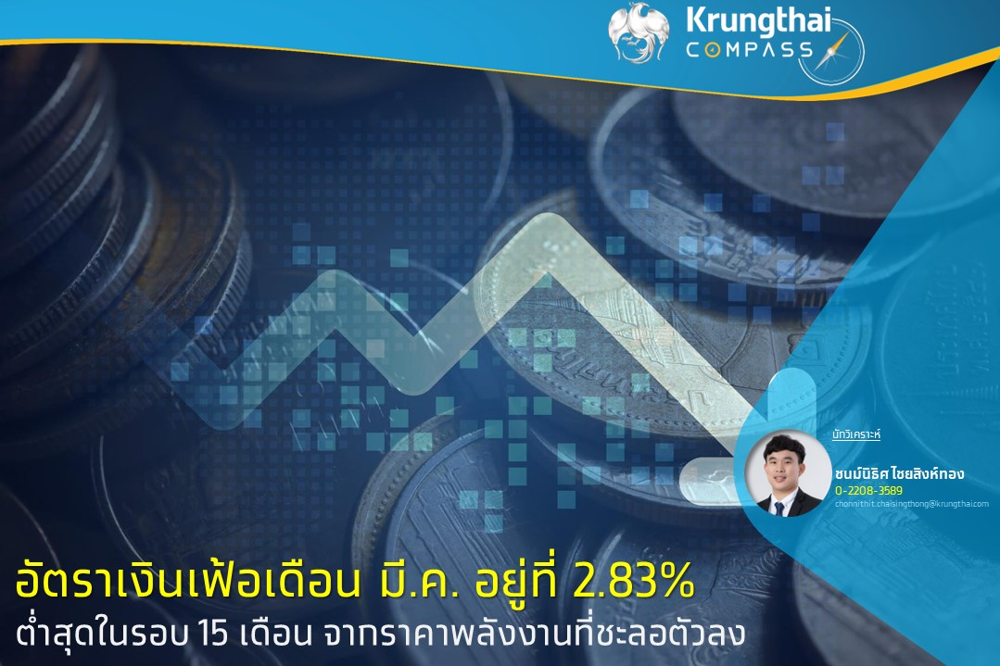 Krungthai
COMPASS
นักวิเคราะห์
ชนม์นิธิศ ไชยสิงห์ทอง
0-2208-3589
chonnithit.chaisingthong@krungthai.com
อัตราเงินเฟ้อเดือน มี.ค. อยู่ที่ 2.83%
ต่ำสุดในรอบ 15 เดือน จากราคาพลังงานที่ชะลอตัวลง